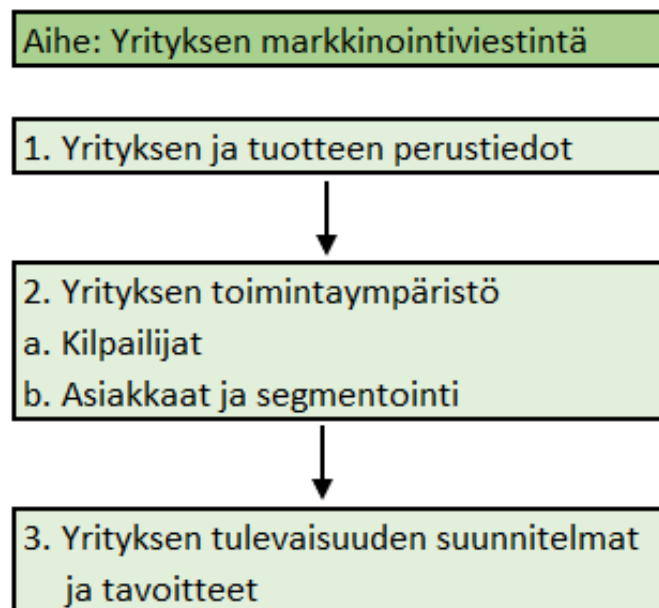 Aihe: Yrityksen markkinointiviestintä
1. Yrityksen ja tuotteen perustiedot
2. Yrityksen toimintaympäristö
a. Kilpailijat
b. Asiakkaat ja segmentointi
3. Yrityksen tulevaisuuden suunnitelmat
ja tavoitteet